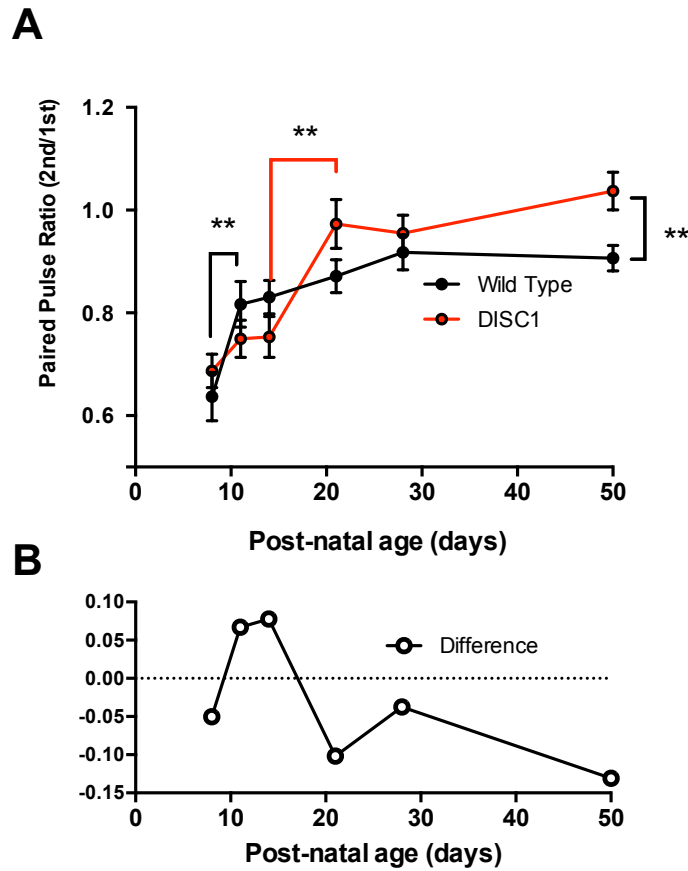 A
Paired Pulse Ratio (2nd/1st)
1.2
1.0
0.8
0.6
**
**
**
Wild Type
DISC1
0 10 20 30 40 50
Post-natal age (days)
B
0.10
0.05
0.00
-0.05
-0.10
-0.15
Difference
0 10 20 30 40 50
Post-natal age (days)